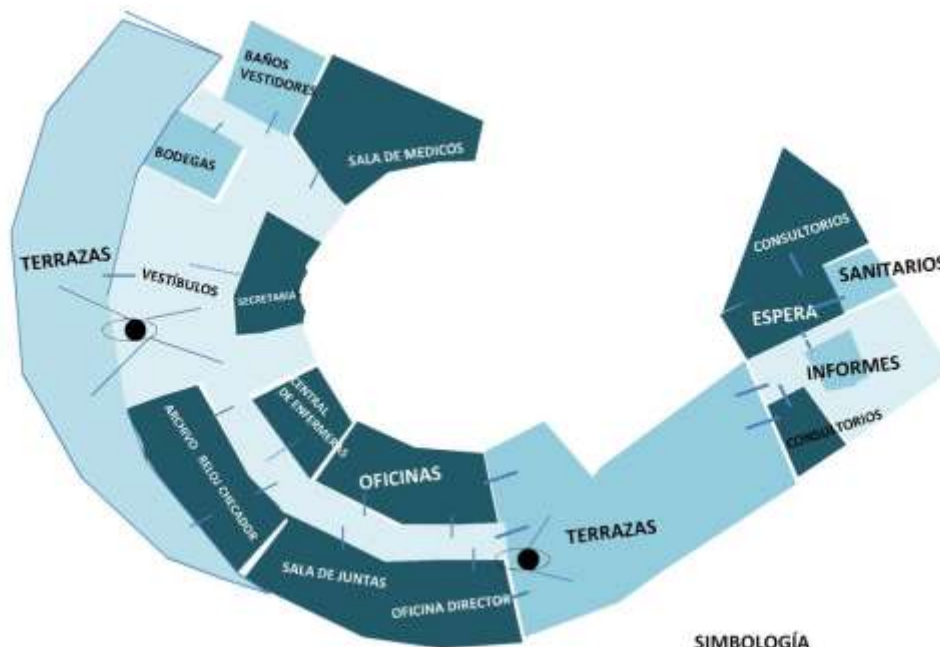 BAÑOS
VESTIDORES
SALA DE MEDICOS
BODEGAS
TERRAZAS
VESTÍBULOS
SECRETARIA
CONSULTORIOS
SANITARIOS
ESPERA
INFORMES
CONSULTORIOS
CENTRAL
DE ENFERMERAS
ARCHIVO RELOJ CHECADOR
OFICINAS
TERRAZAS
SALA DE JUNTAS
OFICINA DIRECTOR
SIMBOLOGÍA